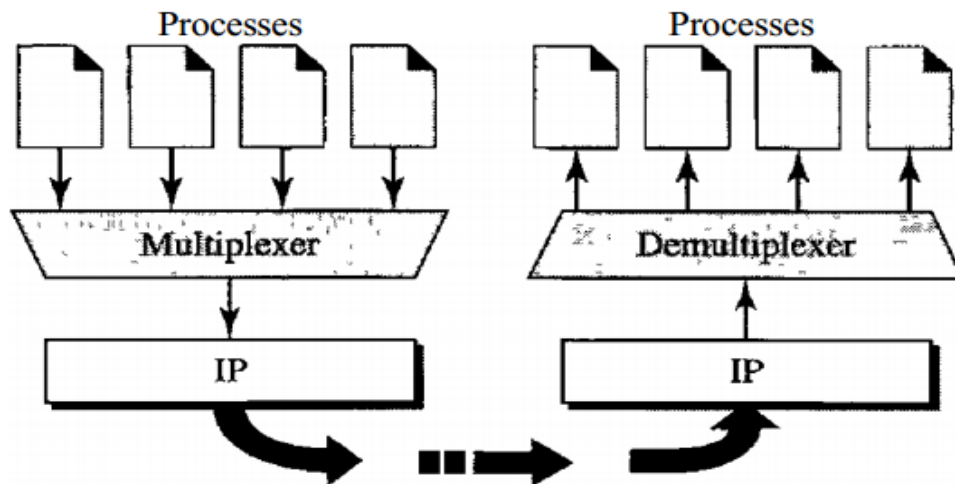 Processes
Processes
Multiplexer
Demultiplexer
IP
IP